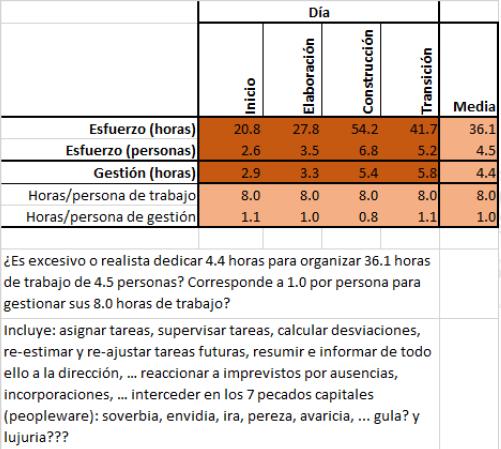 Día
Inicio Elaboración Construcción Transición Media
Esfuerzo (horas) 20.8 27.8 54.2 41.7 36.1
Esfuerzo (personas) 2.6 3.5 6.8 5.2 4.5
Gestión (horas) 2.9 3.3 5.4 5.8 4.4
Horas/persona de trabajo 8.0 8.0 8.0 8.0 8.0
Horas/persona de gestión 1.1 1.0 0.8 1.1 1.0
¿Es excesivo o realista dedicar 4.4 horas para organizar 36.1 horas
de trabajo de 4.5 personas? Corresponde a 1.0 por persona para
gestionar sus 8.0 horas de trabajo?
Incluye: asignar tareas, supervisar tareas, calcular desviaciones,
re-estimar y re-ajustar tareas futuras, resumir e informar de todo
ello a la dirección, ... reaccionar a imprevistos por ausencias,
incorporaciones, ... interceder en los 7 pecados capitales
(peopleware): soverbia, envidia, ira, pereza, avaricia, ... gula? y
lujuria???